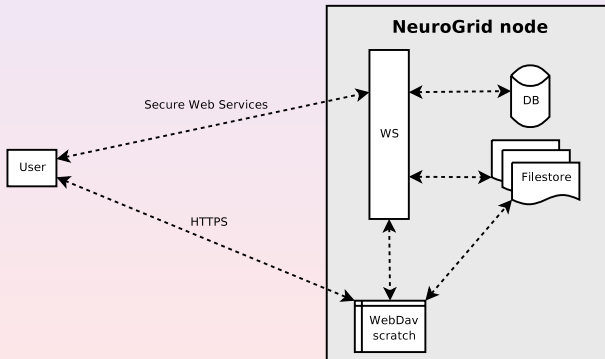 NeuroGrid node
Secure Web Services
DB
WS
User
Filestore
HTTPS
WebDav
scratch